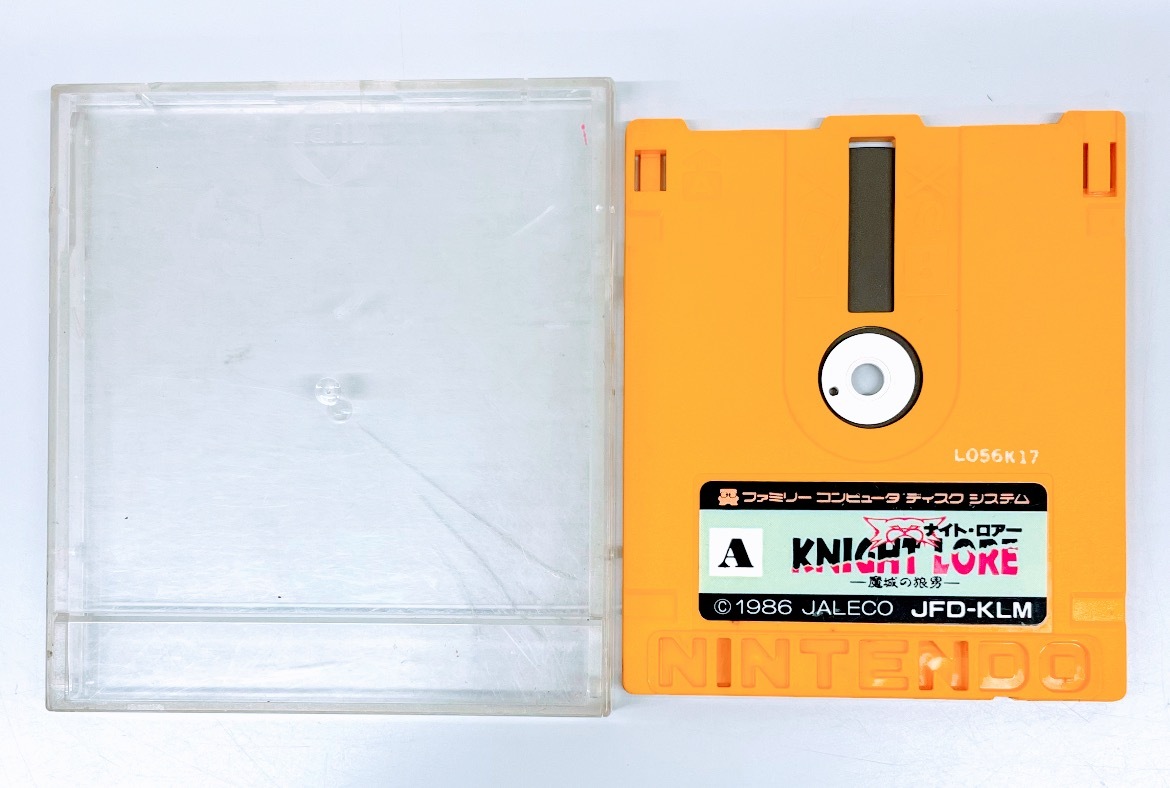 L056K17
ファミリー コンピュータ ディスク システム
A
ナイト・ロアー
KNIGHT LORE
―魔城の狼男―
©1986 JALECO JFD-KLM
NINTENDO